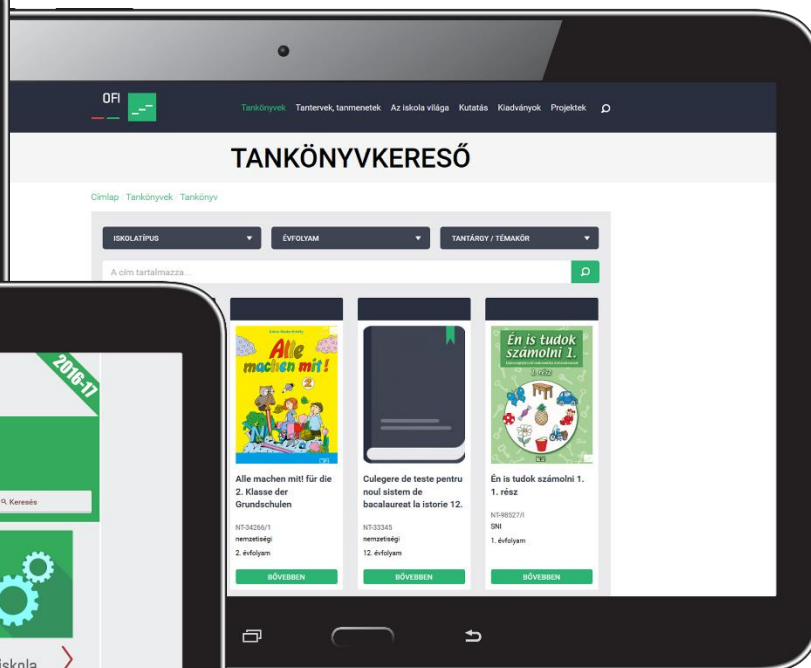 OFI
Tankönyvek Tantervek, tanmenetek Az iskola világa Kutatás Kiadványok Projektek
TANKÖNYVKERESŐ
Címlap Tankönyvek Tankönyv
ISKOLATÍPUS ÉVFOLYAM TANTÁRGY / TÉMAKÖR
A cím tartalmazza...
Alle
machen mit!
2
Alle machen mit! für die
2. Klasse der
Grundschulen
NT-34266/1
nemzetiségi
2. évfolyam
BŐVEBBEN
Culegere de teste pentru
noul sistem de
bacalaureat la istorie 12.
NT-33345
nemzetiségi
12. évfolyam
BŐVEBBEN
Én is tudok
számolni 1.
1. rész
Én is tudok számolni 1.
1. rész
NT-98527/I
SNI
1. évfolyam
BŐVEBBEN
2016-17
Keresés
iskola